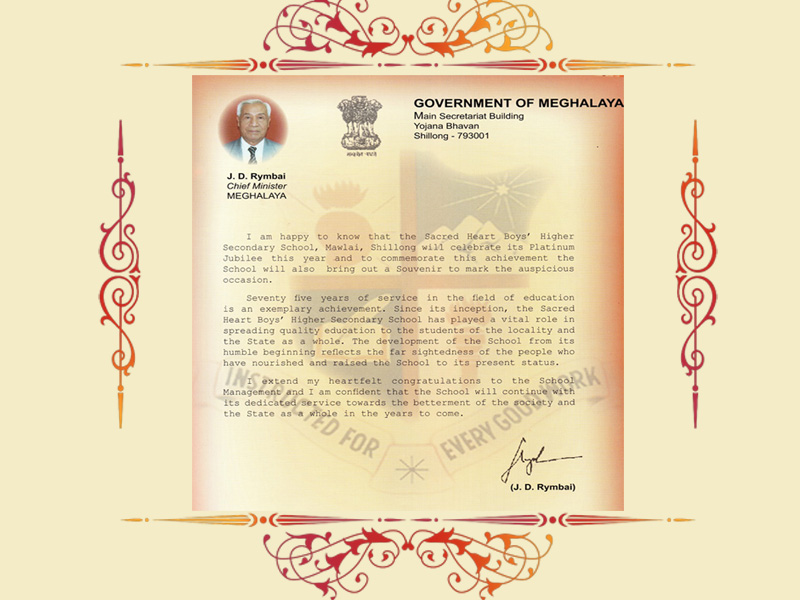 GOVERNMENT OF MEGHALAYA
Main Secretariat Building
Yojana Bhavan
Shillong - 793001
J. D. Rymbai
Chief Minister
MEGHALAYA
I am happy to know that the Sacred Heart Boys' Higher
Secondary School, Mawlai, Shillong will celebrate its Platinum
Jubilee this year and to commemorate this achievement the
School will also bring out a Souvenir to mark the auspicious
occasion.
Seventy five years of service in the field of education
is an exemplary achievement. Since its inception, the Sacred
Heart Boys' Higher Secondary School has played a vital role in
spreading quality education to the students of the locality and
the State as a whole. The development of the School from its
humble beginning reflects the far sightedness of the people who
have nourished and raised the School to its present status.
I extend my heartfelt congratulations to the School
Management and I am confident that the School will continue with
its dedicated service towards the betterment of the society and
the State as a whole in the years to come.
INSTRUCTED FOR EVERY GOOD WORK
(J. D. Rymbai)